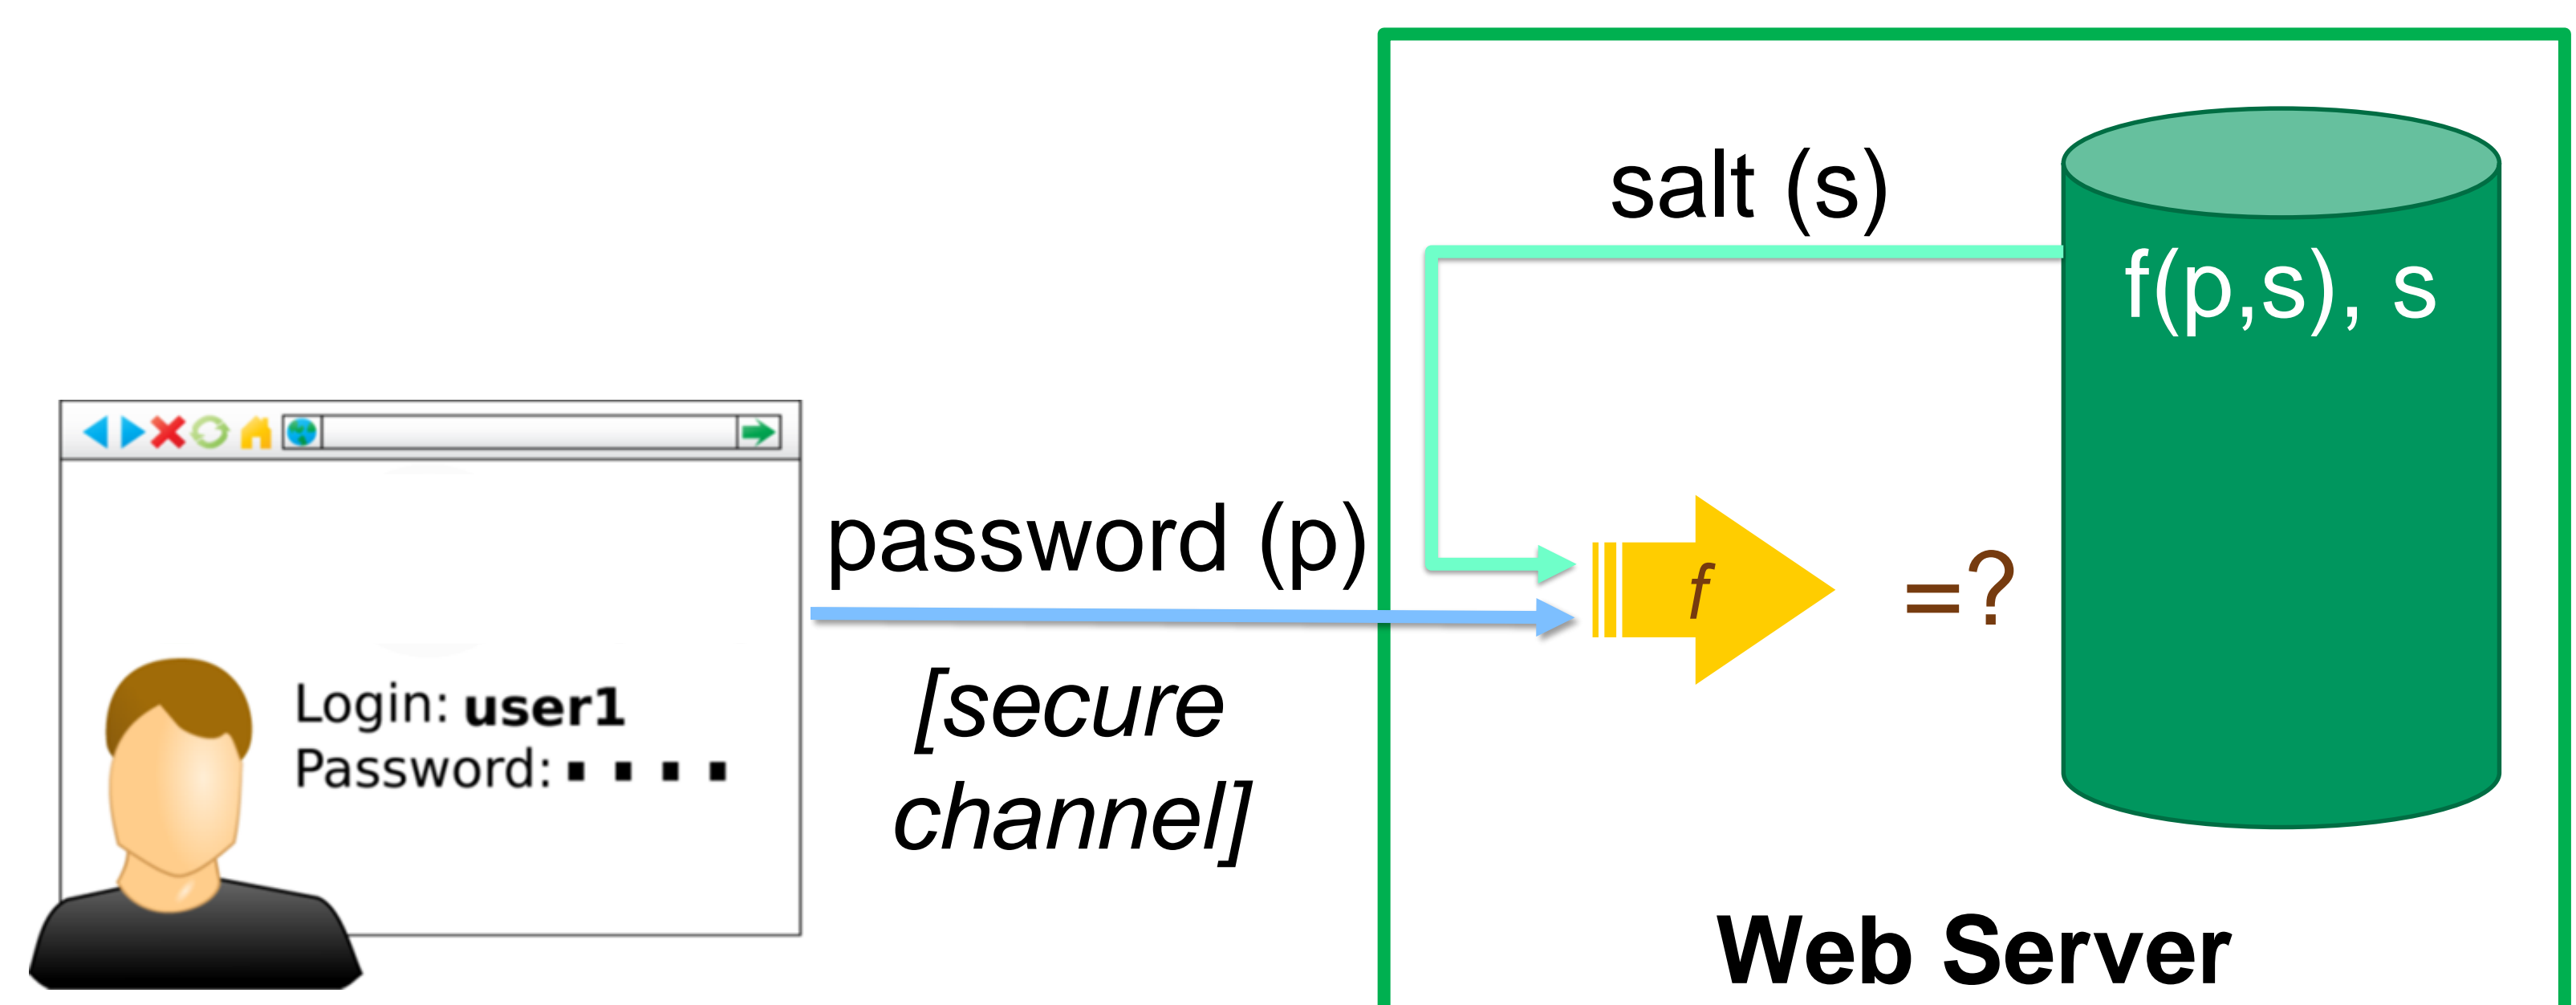 salt (s)
f(p,s), s
password (p)
f
=?
[secure
channel]
Login: user1
Password: ▪ ▪ ▪ ▪
Web Server